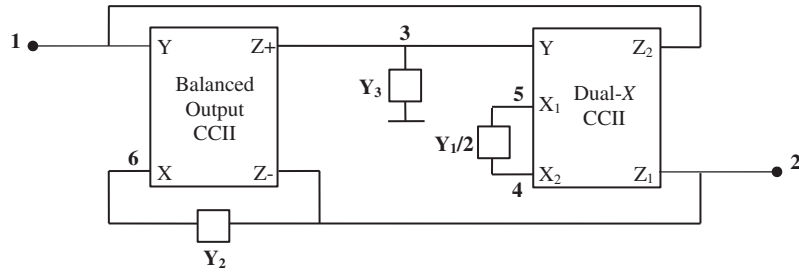 1
Y
Z+
3
Y
Z₂
Balanced
Output
CCII
Y₃
Dual-X
CCII
5
X₁
Y₁/2
6
X
Z-
4
X₂
Z₁
2
Y₂